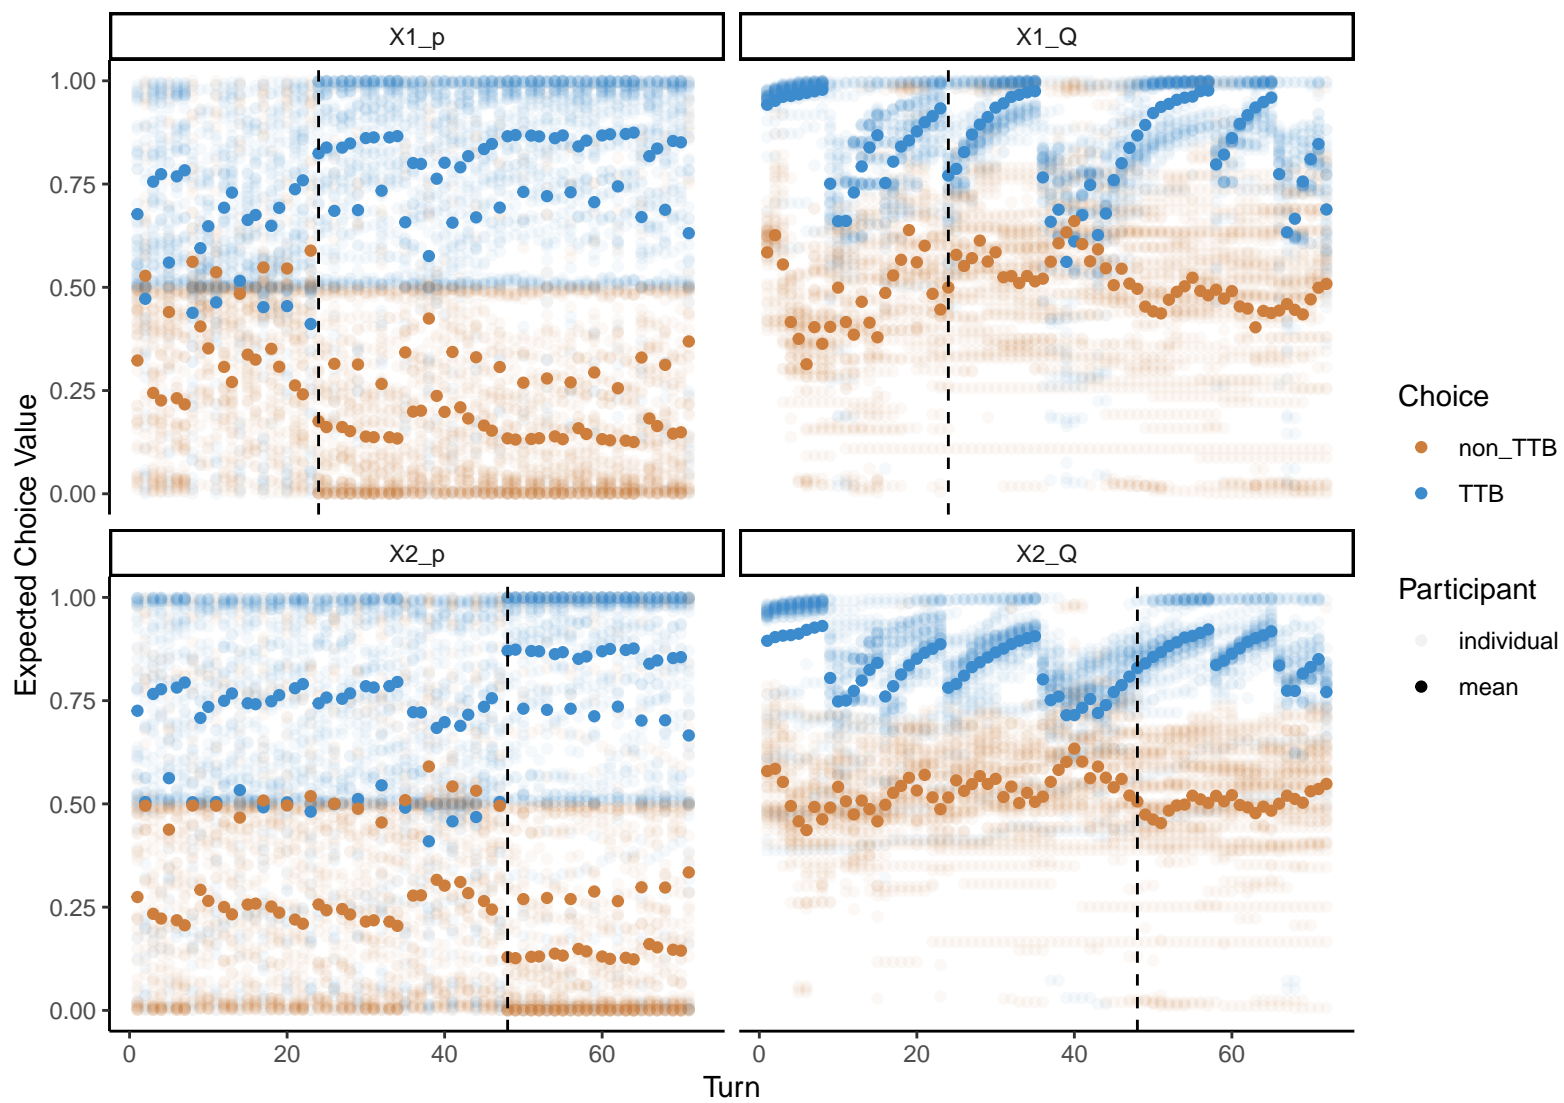 X1_p
X1_Q
1.00
0.75
0.50
0.25
0.00
X2_p
X2_Q
1.00
0.75
0.50
0.25
0.00
0
20
40
60
0
20
40
60
Turn
Expected Choice Value
Choice
non_TTB
TTB
Participant
individual
mean